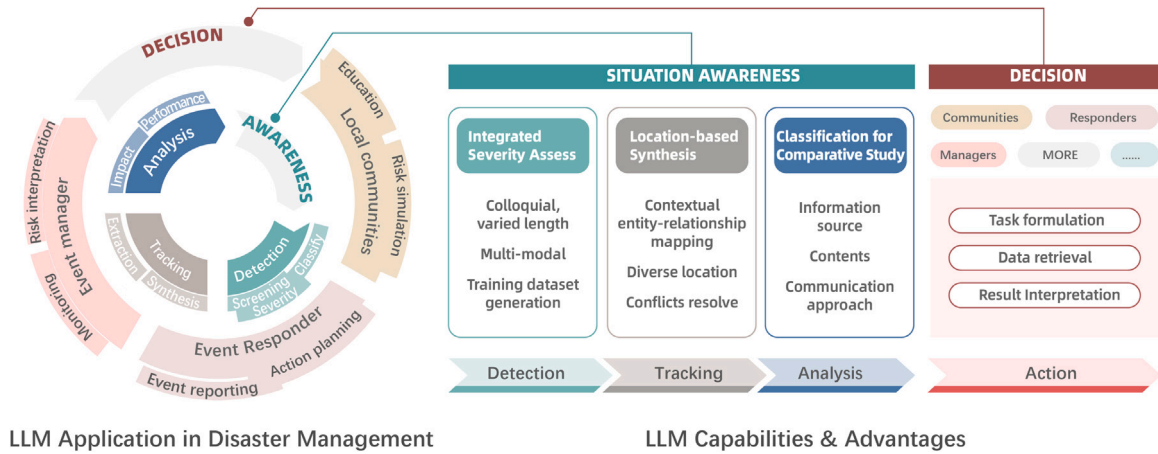 DECISION
AWARENESS
Education
Local communities
Risk simulation
Performance
Impact
Analysis
Risk interpretation
Event manager
Monitoring
Extraction
Tracking
Synthesis
Detection
Classify
Screening
Severity
Event Responder
Action planning
Event reporting
LLM Application in Disaster Management
SITUATION AWARENESS
Integrated
Severity Assess
Colloquial,
varied length
Multi-modal
Training dataset
generation
Location-based
Synthesis
Contextual
entity-relationship
mapping
Diverse location
Conflicts resolve
Classification for
Comparative Study
Information
source
Contents
Communication
approach
Detection
Tracking
Analysis
DECISION
Communities
Responders
Managers
MORE
......
Task formulation
Data retrieval
Result Interpretation
Action
LLM Capabilities & Advantages